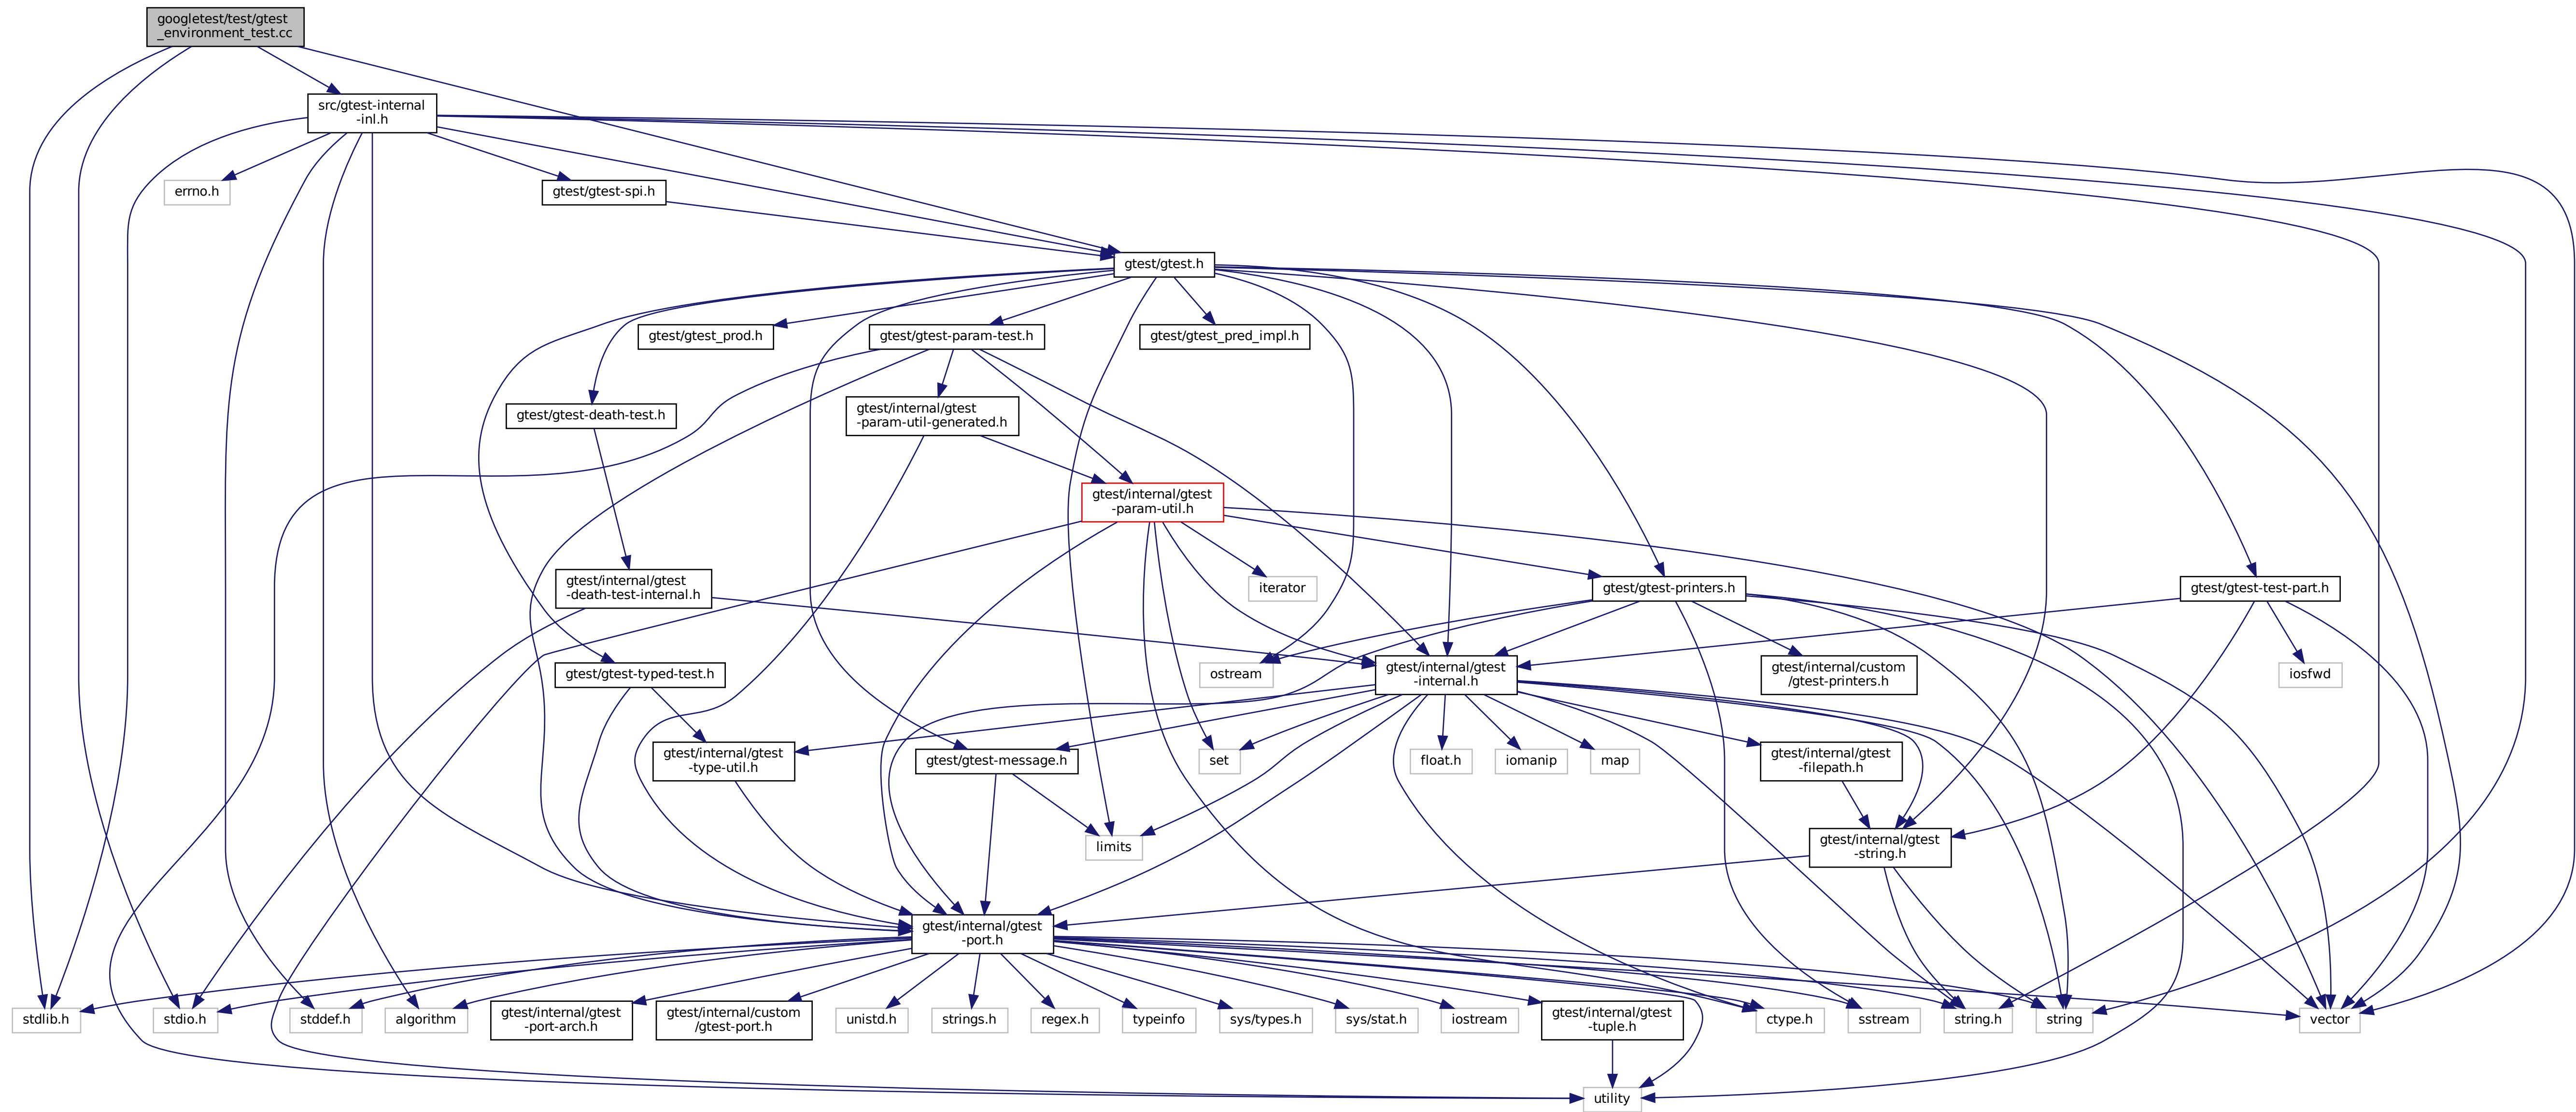 googletest/test/gtest
_environment_test.cc
src/gtest-internal
-inl.h
errno.h
gtest/gtest-spi.h
gtest/gtest.h
gtest/gtest_prod.h
gtest/gtest-param-test.h
gtest/gtest_pred_impl.h
gtest/gtest-death-test.h
gtest/internal/gtest
-param-util-generated.h
gtest/internal/gtest
-param-util.h
gtest/internal/gtest
-death-test-internal.h
iterator
gtest/gtest-printers.h
gtest/gtest-test-part.h
gtest/gtest-typed-test.h
ostream
gtest/internal/gtest
-internal.h
gtest/internal/custom
/gtest-printers.h
iosfwd
gtest/internal/gtest
-type-util.h
gtest/gtest-message.h
set
float.h
iomanip
map
gtest/internal/gtest
-filepath.h
limits
gtest/internal/gtest
-string.h
gtest/internal/gtest
-port.h
stdlib.h
stdio.h
stddef.h
algorithm
gtest/internal/gtest
-port-arch.h
gtest/internal/custom
/gtest-port.h
unistd.h
strings.h
regex.h
typeinfo
sys/types.h
sys/stat.h
iostream
gtest/internal/gtest
-tuple.h
ctype.h
sstream
string.h
string
vector
utility